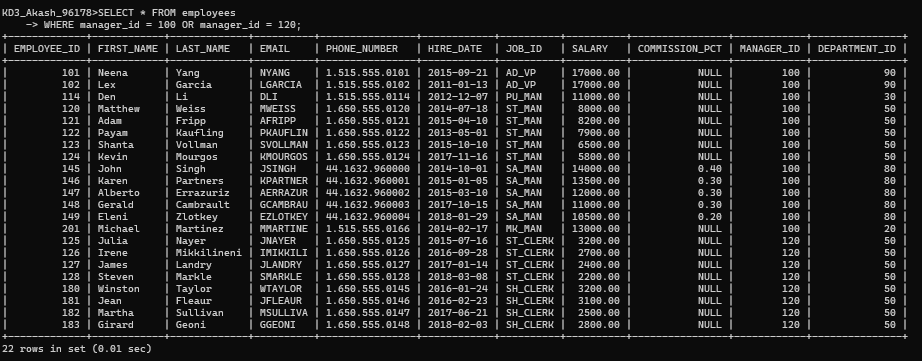 KD3_Akash_96178>SELECT * FROM employees
    -> WHERE manager_id = 100 OR manager_id = 120;
| EMPLOYEE_ID | FIRST_NAME | LAST_NAME | EMAIL | PHONE_NUMBER | HIRE_DATE | JOB_ID | SALARY | COMMISSION_PCT | MANAGER_ID | DEPARTMENT_ID |
| 101 | Neena | Yang | NYANG | 1.515.555.0101 | 2015-09-21 | AD_VP | 17000.00 | NULL | 100 | 90 |
| 102 | Lex | Garcia | LGARCIA | 1.515.555.0102 | 2011-01-13 | AD_VP | 17000.00 | NULL | 100 | 90 |
| 114 | Den | Li | DLI | 1.515.555.0114 | 2012-12-07 | PU_MAN | 11000.00 | NULL | 100 | 30 |
| 120 | Matthew | Weiss | MWEISS | 1.650.555.0120 | 2014-07-18 | ST_MAN | 8000.00 | NULL | 100 | 50 |
| 121 | Adam | Fripp | AFRIPP | 1.650.555.0121 | 2015-04-10 | ST_MAN | 8200.00 | NULL | 100 | 50 |
| 122 | Payam | Kaufling | PKAUFLIN | 1.650.555.0122 | 2013-05-01 | ST_MAN | 7900.00 | NULL | 100 | 50 |
| 123 | Shanta | Vollman | SVOLLMAN | 1.650.555.0123 | 2015-10-10 | ST_MAN | 6500.00 | NULL | 100 | 50 |
| 124 | Kevin | Mourgos | KMOURGOS | 1.650.555.0124 | 2017-11-16 | ST_MAN | 5800.00 | NULL | 100 | 50 |
| 145 | John | Singh | JSINGH | 44.1632.960000 | 2014-10-01 | SA_MAN | 14000.00 | 0.40 | 100 | 80 |
| 146 | Karen | Partners | KPARTNER | 44.1632.960001 | 2015-01-05 | SA_MAN | 13500.00 | 0.30 | 100 | 80 |
| 147 | Alberto | Errazuriz | AERRAZUR | 44.1632.960002 | 2015-03-10 | SA_MAN | 12000.00 | 0.30 | 100 | 80 |
| 148 | Gerald | Cambrault | GCAMBRAU | 44.1632.960003 | 2017-10-15 | SA_MAN | 11000.00 | 0.30 | 100 | 80 |
| 149 | Eleni | Zlotkey | EZLOTKEY | 44.1632.960004 | 2018-01-29 | SA_MAN | 10500.00 | 0.20 | 100 | 80 |
| 201 | Michael | Martinez | MMARTINE | 1.515.555.0166 | 2014-02-17 | MK_MAN | 13000.00 | NULL | 100 | 20 |
| 125 | Julia | Nayer | JNAYER | 1.650.555.0125 | 2015-07-16 | ST_CLERK | 3200.00 | NULL | 120 | 50 |
| 126 | Irene | Mikkilineni | IMIKKILI | 1.650.555.0126 | 2016-09-28 | ST_CLERK | 2700.00 | NULL | 120 | 50 |
| 127 | James | Landry | JLANDRY | 1.650.555.0127 | 2017-01-14 | ST_CLERK | 2400.00 | NULL | 120 | 50 |
| 128 | Steven | Markle | SMARKLE | 1.650.555.0128 | 2018-03-08 | ST_CLERK | 2200.00 | NULL | 120 | 50 |
| 180 | Winston | Taylor | WTAYLOR | 1.650.555.0145 | 2016-01-24 | SH_CLERK | 3200.00 | NULL | 120 | 50 |
| 181 | Jean | Fleaur | JFLEAUR | 1.650.555.0146 | 2016-02-23 | SH_CLERK | 3100.00 | NULL | 120 | 50 |
| 182 | Martha | Sullivan | MSULLIVA | 1.650.555.0147 | 2017-06-21 | SH_CLERK | 2500.00 | NULL | 120 | 50 |
| 183 | Girard | Geoni | GGEONI | 1.650.555.0148 | 2018-02-03 | SH_CLERK | 2800.00 | NULL | 120 | 50 |
22 rows in set (0.01 sec)